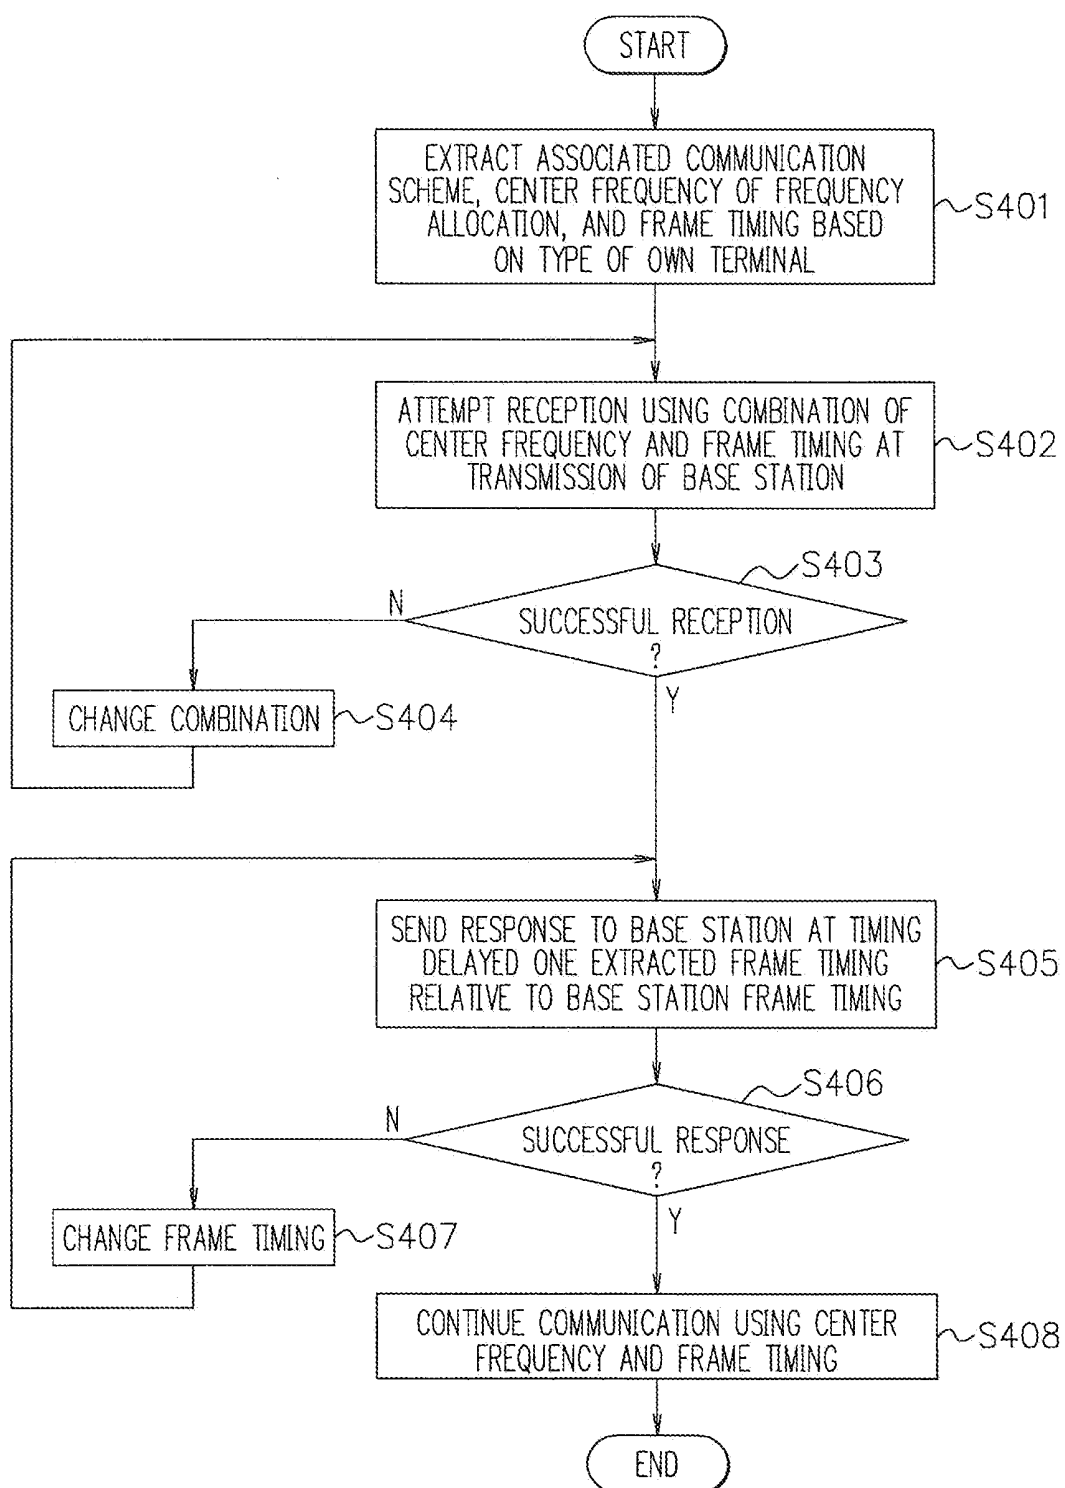 START
EXTRACT ASSOCIATED COMMUNICATION
SCHEME, CENTER FREQUENCY OF FREQUENCY
ALLOCATION, AND FRAME TIMING BASED
ON TYPE OF OWN TERMINAL
S401
ATTEMPT RECEPTION USING COMBINATION OF
CENTER FREQUENCY AND FRAME TIMING AT
TRANSMISSION OF BASE STATION
S402
S403
SUCCESSFUL RECEPTION
?
N
Y
CHANGE COMBINATION
S404
SEND RESPONSE TO BASE STATION AT TIMING
DELAYED ONE EXTRACTED FRAME TIMING
RELATIVE TO BASE STATION FRAME TIMING
S405
S406
SUCCESSFUL RESPONSE
?
N
Y
CHANGE FRAME TIMING
S407
CONTINUE COMMUNICATION USING CENTER
FREQUENCY AND FRAME TIMING
S408
END